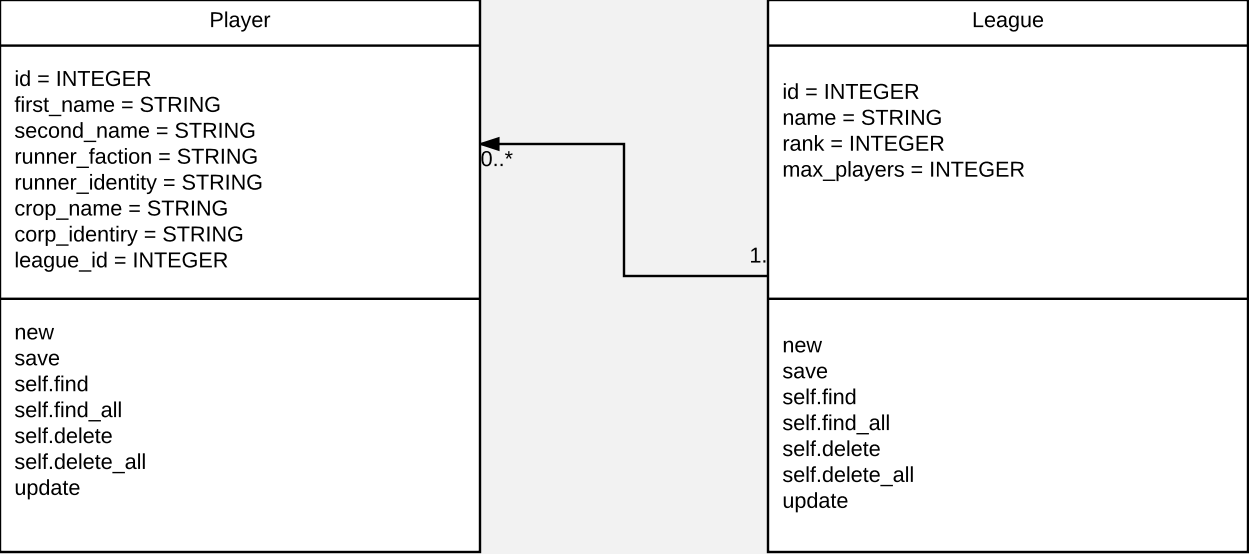 Player
id = INTEGER
first_name = STRING
second_name = STRING
runner_faction = STRING
runner_identity = STRING
crop_name = STRING
corp_identiry = STRING
league_id = INTEGER
new
save
self.find
self.find_all
self.delete
self.delete_all
update
0..*
1.
League
id = INTEGER
name = STRING
rank = INTEGER
max_players = INTEGER
new
save
self.find
self.find_all
self.delete
self.delete_all
update